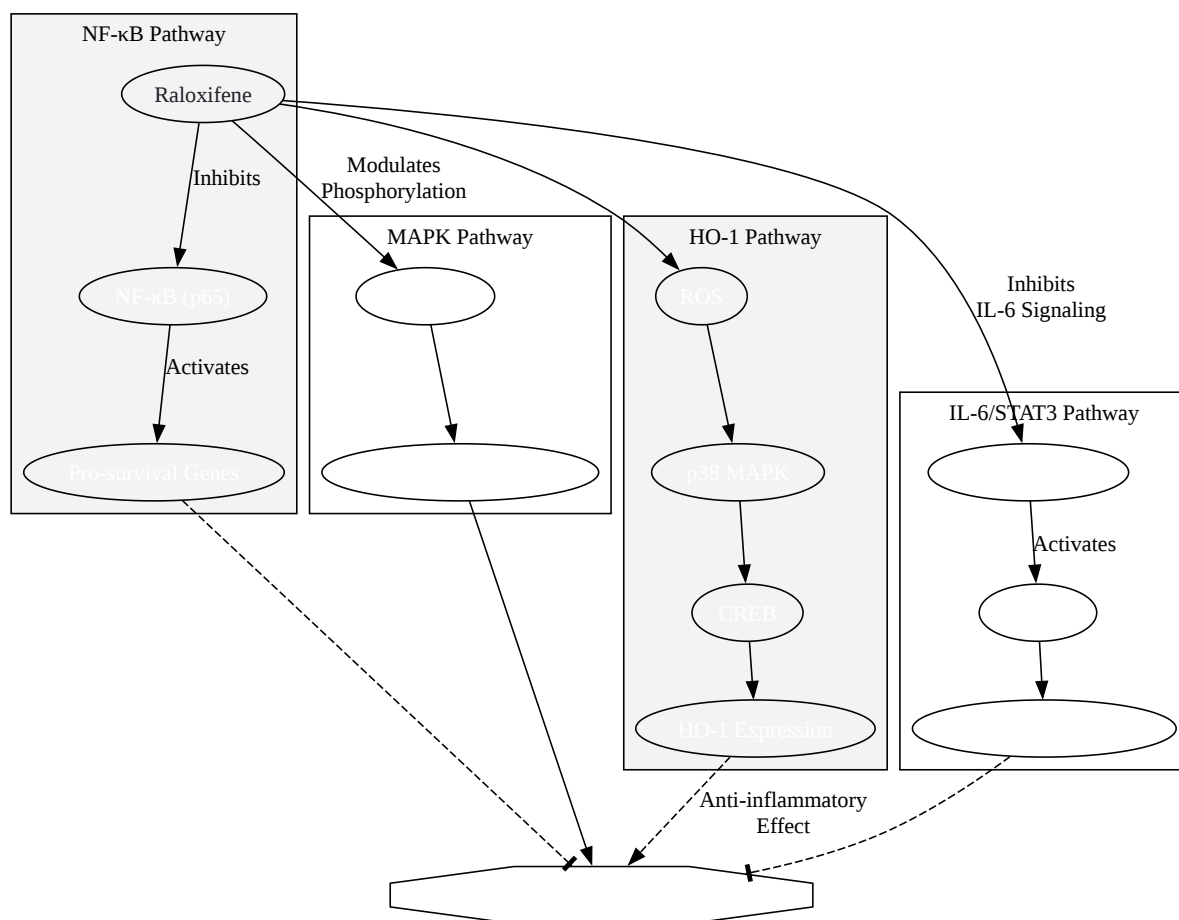 NF-κB Pathway
Raloxifene
Inhibits
Modulates
Phosphorylation
MAPK Pathway
HO-1 Pathway
NF-κB (p65)
ROS
Inhibits
IL-6 Signaling
Activates
IL-6/STAT3 Pathway
Pro-survival Genes
p38 MAPK
Activates
CREB
HO-1 Expression
Anti-inflammatory
Effect